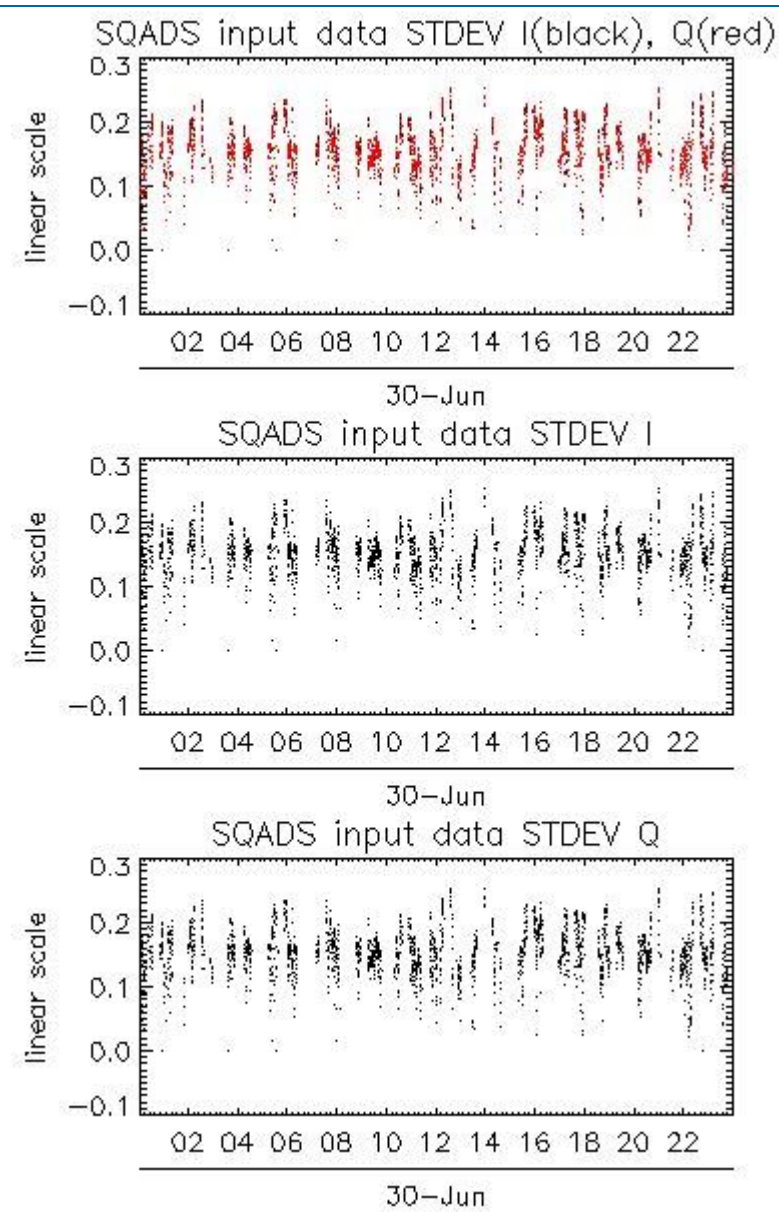 SQADS input data STDEV I(black), Q(red)
0.3
0.2
0.1
0.0
−0.1
linear scale
02 04 06 08 10 12 14 16 18 20 22
30−Jun
SQADS input data STDEV I
0.3
0.2
0.1
0.0
−0.1
linear scale
02 04 06 08 10 12 14 16 18 20 22
30−Jun
SQADS input data STDEV Q
0.3
0.2
0.1
0.0
−0.1
linear scale
02 04 06 08 10 12 14 16 18 20 22
30−Jun